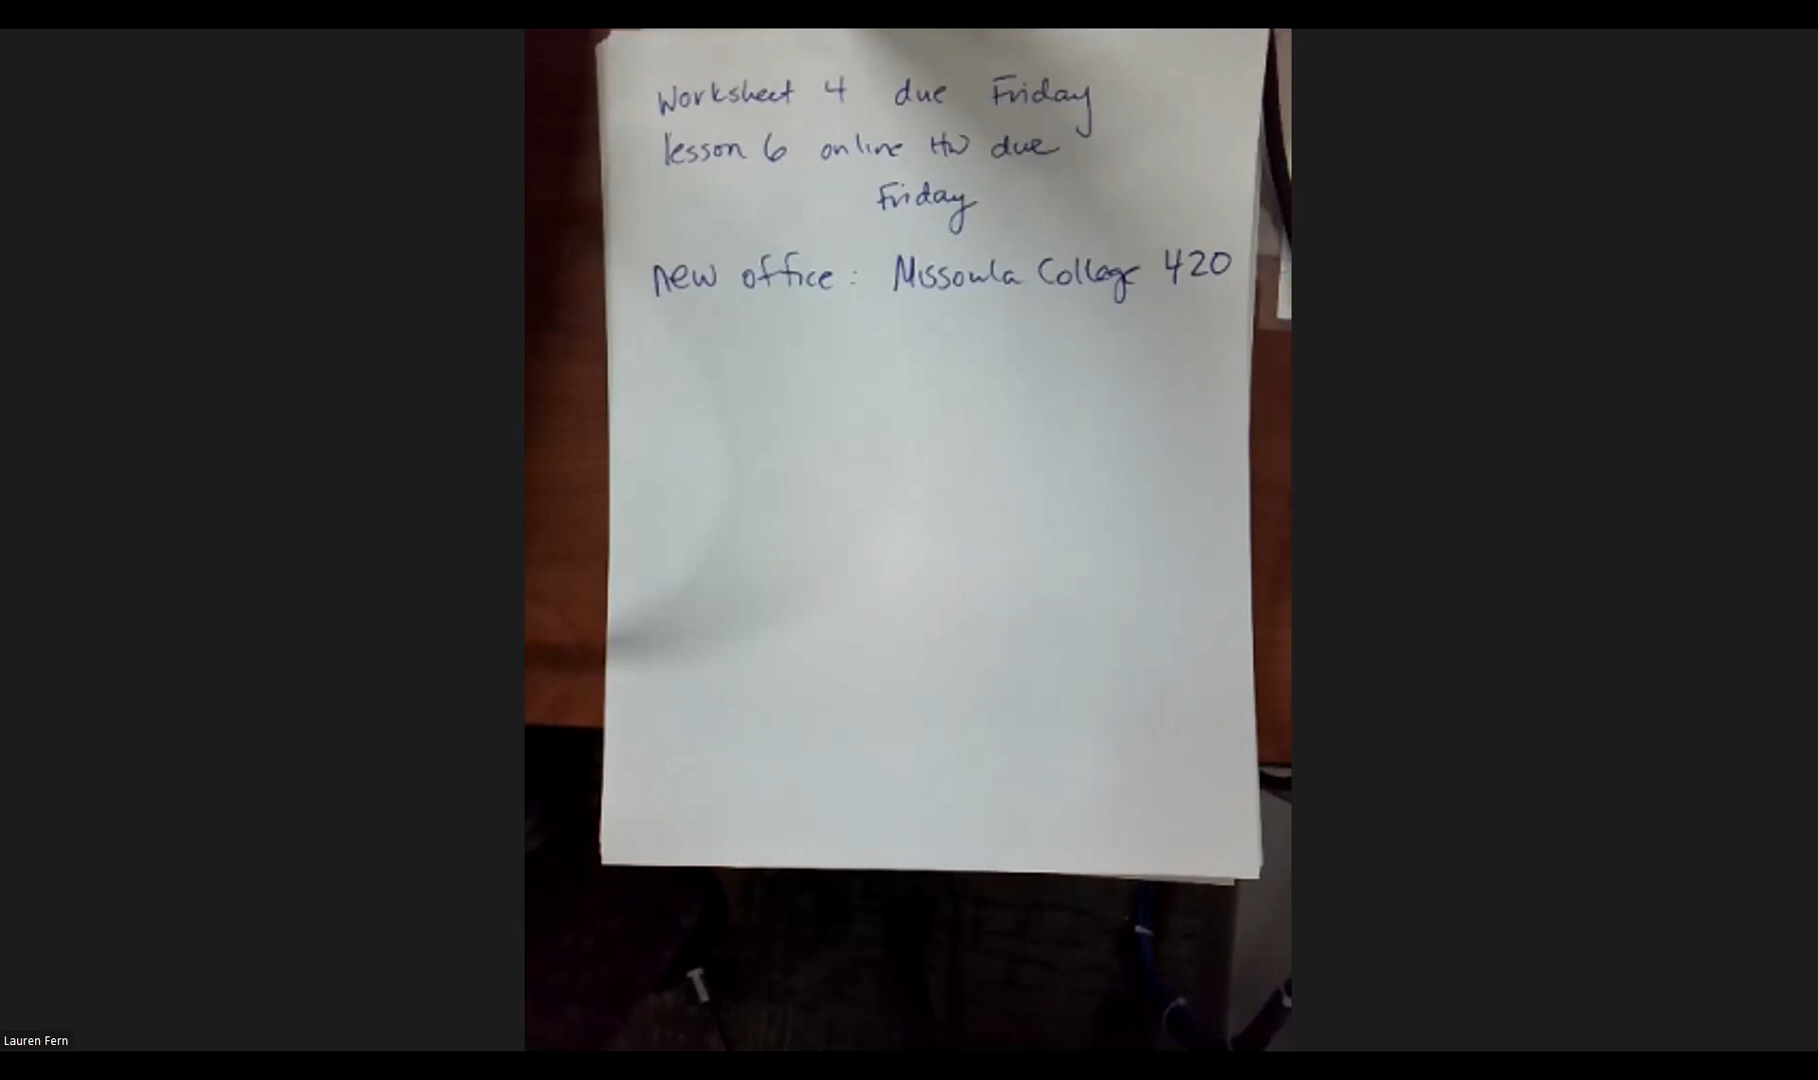 Worksheet 4 due Friday
lesson 6 online HW due
Friday
new office : Missoula College 420
Lauren Fern